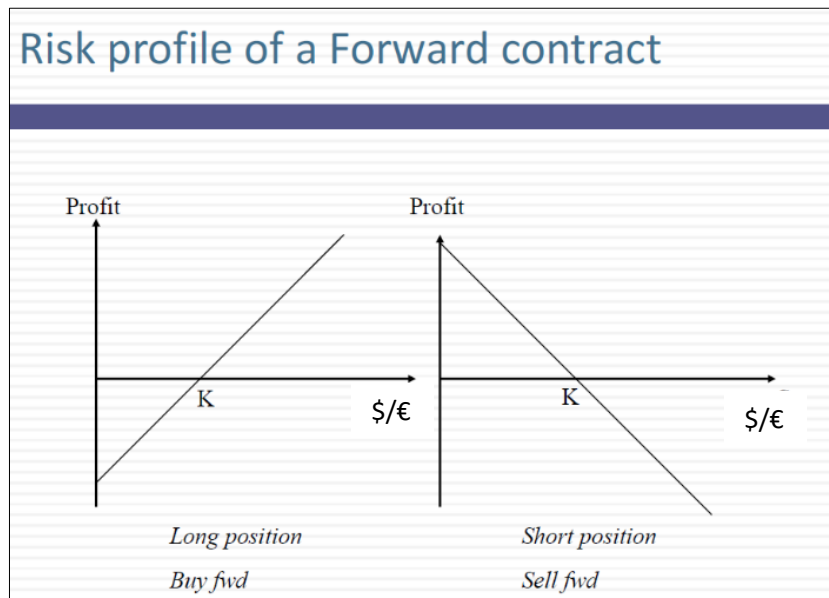 Risk profile of a Forward contract
Profit
Profit
K
K
$/€
$/€
Long position
Short position
Buy fwd
Sell fwd